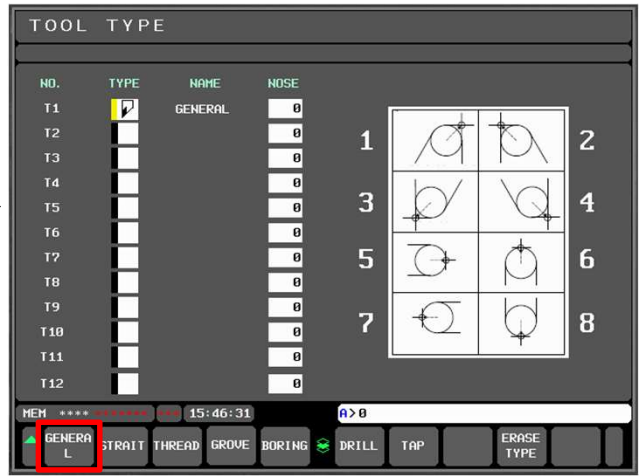 TOOL TYPE
NO. TYPE NAME NOSE
T1 GENERAL 0
T2 0
T3 0
T4 0
T5 0
T6 0
T7 0
T8 0
T9 0
T10 0
T11 0
T12 0
1 2
3 4
5 6
7 8
MEM **** ******* *** 15:46:31 A>0
GENERA
L
STRAIT THREAD GROVE BORING DRILL TAP ERASE
TYPE